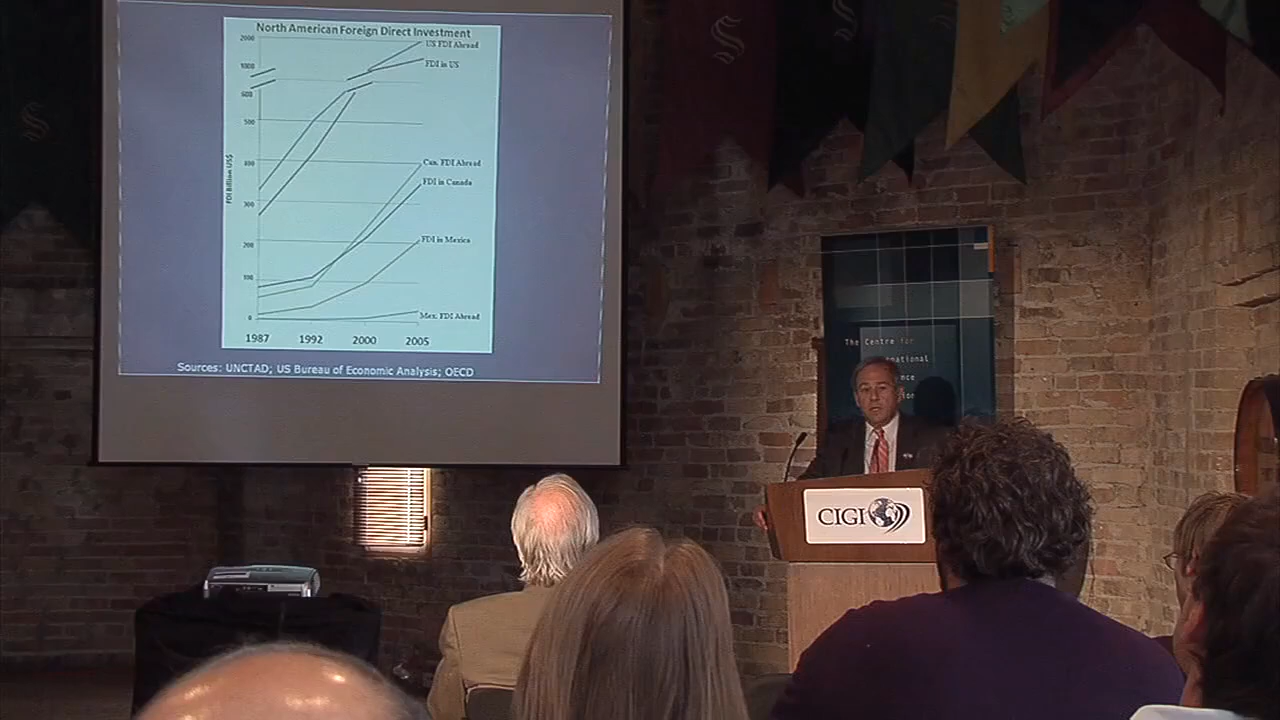 North American Foreign Direct Investment
2000
US FDI Abroad
1000
FDI in US
600
500
400
Can. FDI Abroad
FDI in Canada
FDI Billion US$
300
200
FDI in Mexico
100
0
Mex. FDI Abroad
1987 1992 2000 2005
Sources: UNCTAD; US Bureau of Economic Analysis; OECD
The Centre for
CIGI